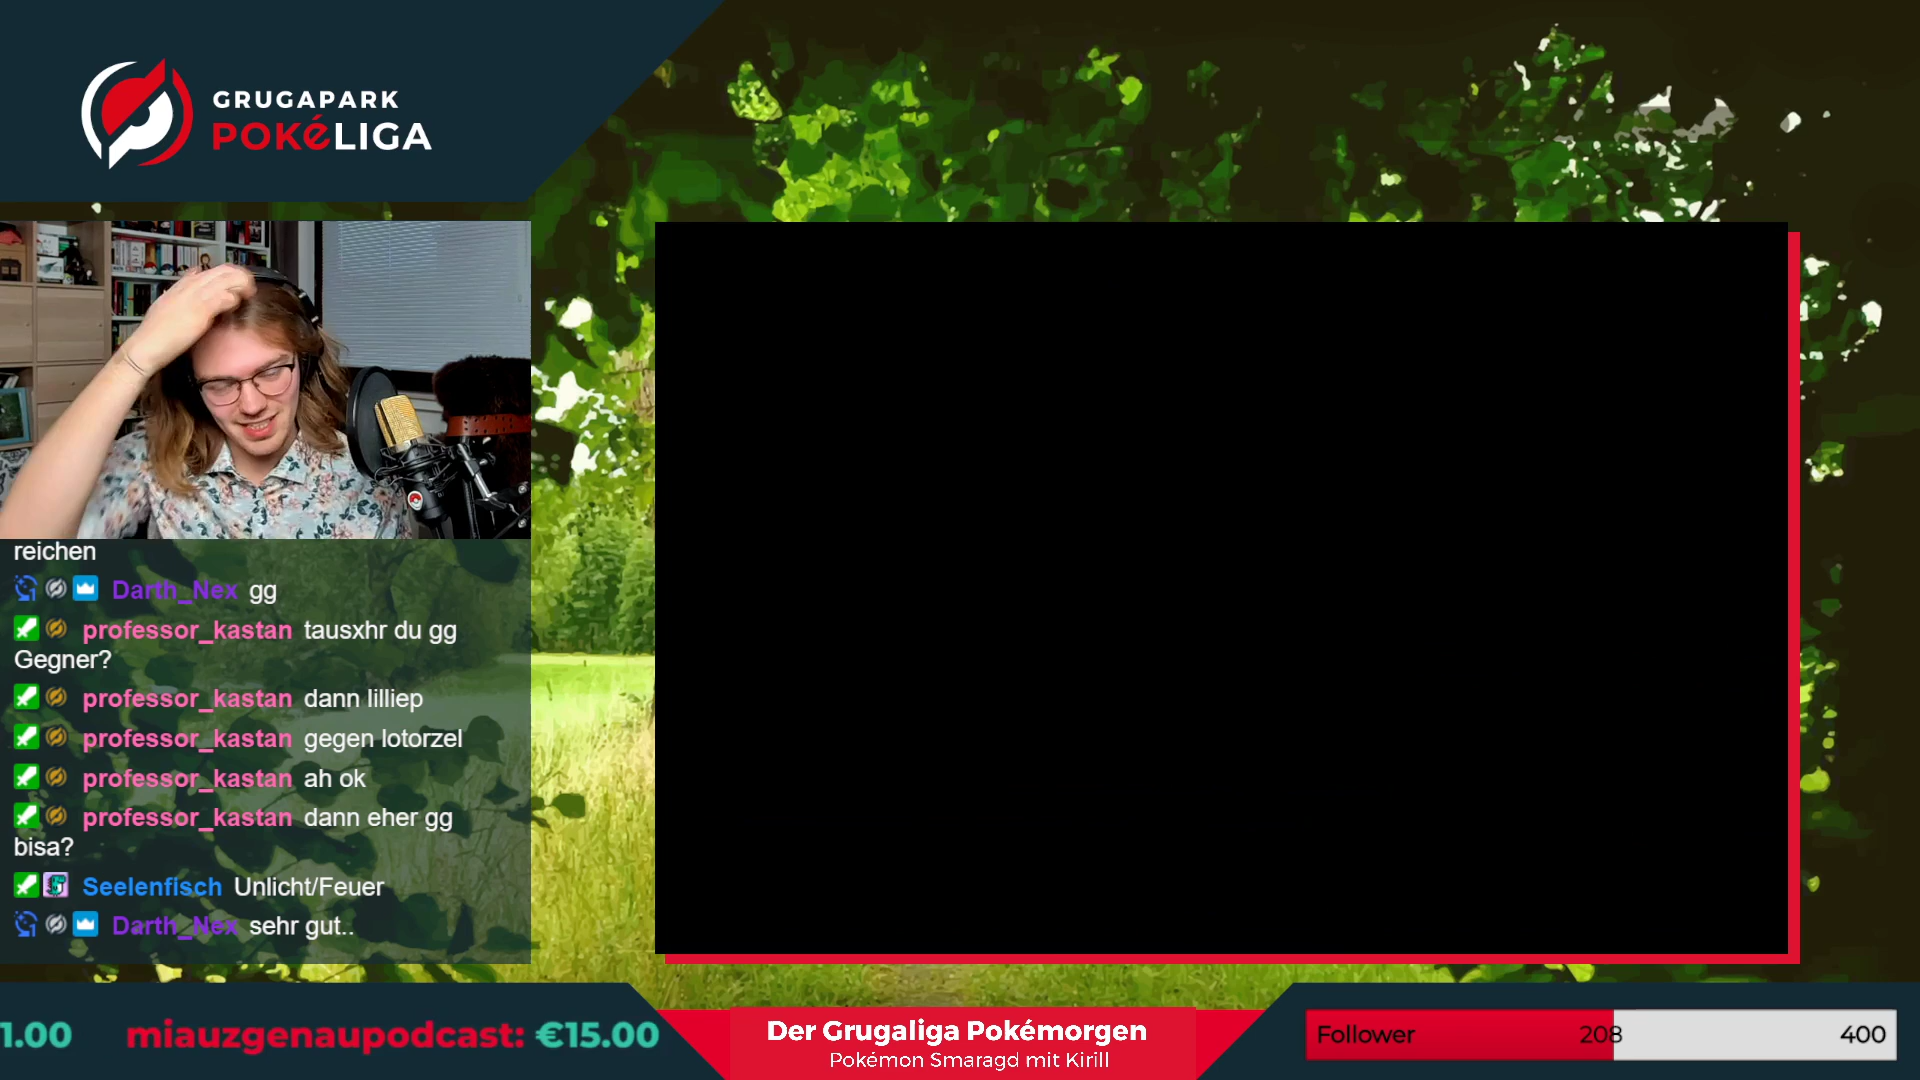 GRUGAPARK
POKéLIGA
reichen
Darth_Nex gg
professor_kastan tausxhr du gg
Gegner?
professor_kastan dann lilliep
professor_kastan gegen lotorzel
professor_kastan ah ok
professor_kastan dann eher gg
bisa?
Seelenfisch Unlicht/Feuer
Darth_Nex sehr gut..
1.00 miauzgenaupodcast: €15.00
Der Grugaliga Pokémorgen
Pokémon Smaragd mit Kirill
Follower 208 400